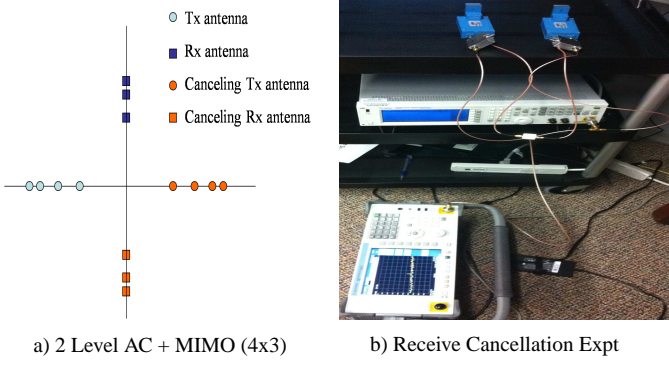 Tx antenna
Rx antenna
Canceling Tx antenna
Canceling Rx antenna
a) 2 Level AC + MIMO (4x3)
b) Receive Cancellation Expt